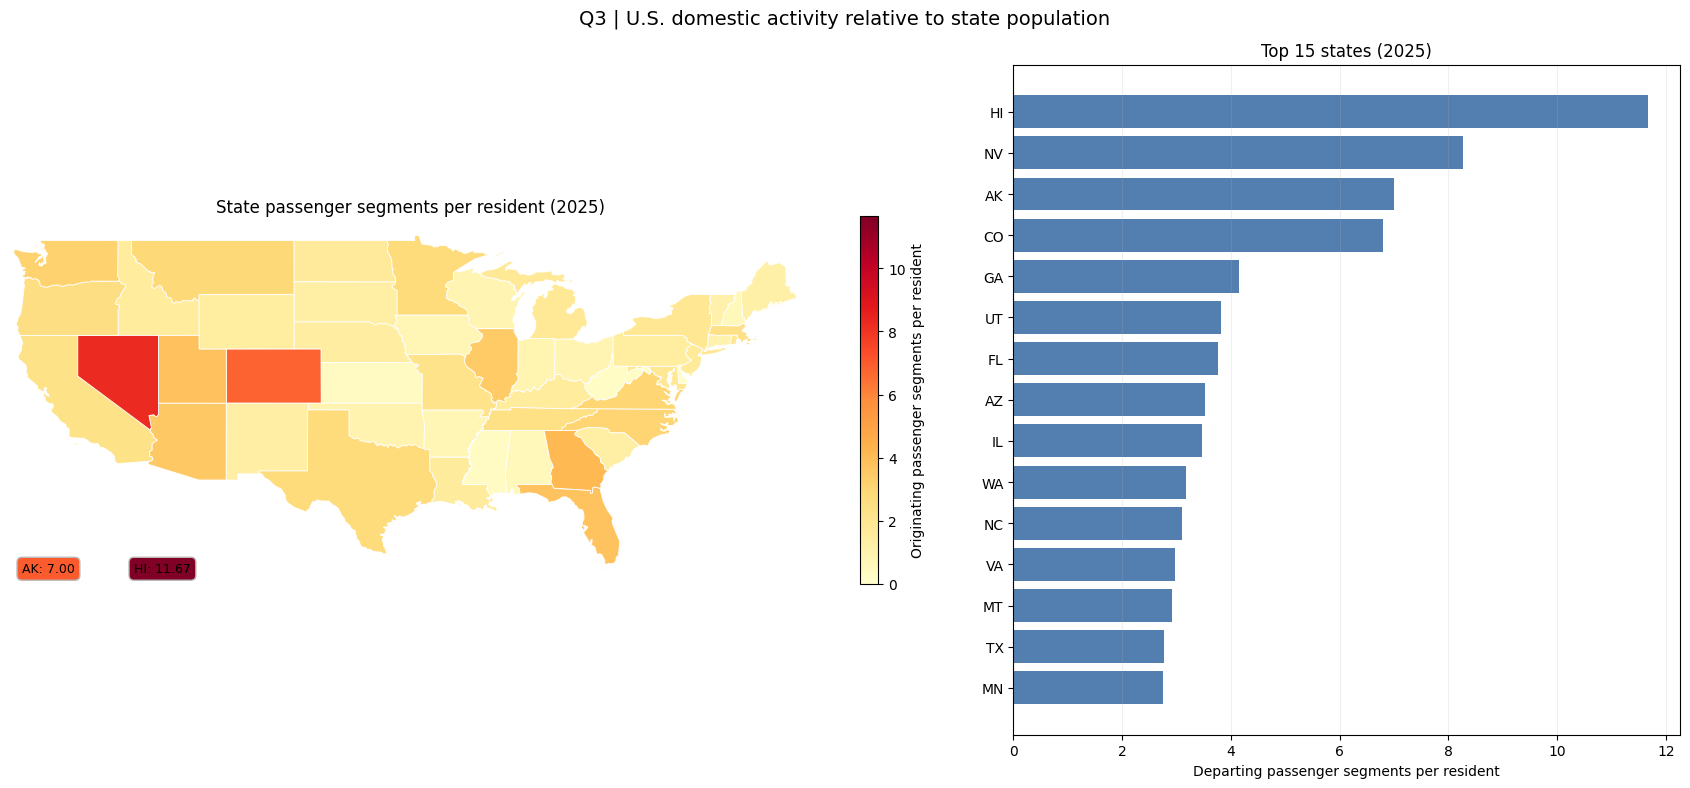 Q3 | U.S. domestic activity relative to state population
State passenger segments per resident (2025)
AK: 7.00
HI: 11.67
10
8
6
4
2
0
Originating passenger segments per resident
Top 15 states (2025)
HI
NV
AK
CO
GA
UT
FL
AZ
IL
WA
NC
VA
MT
TX
MN
0 2 4 6 8 10 12
Departing passenger segments per resident